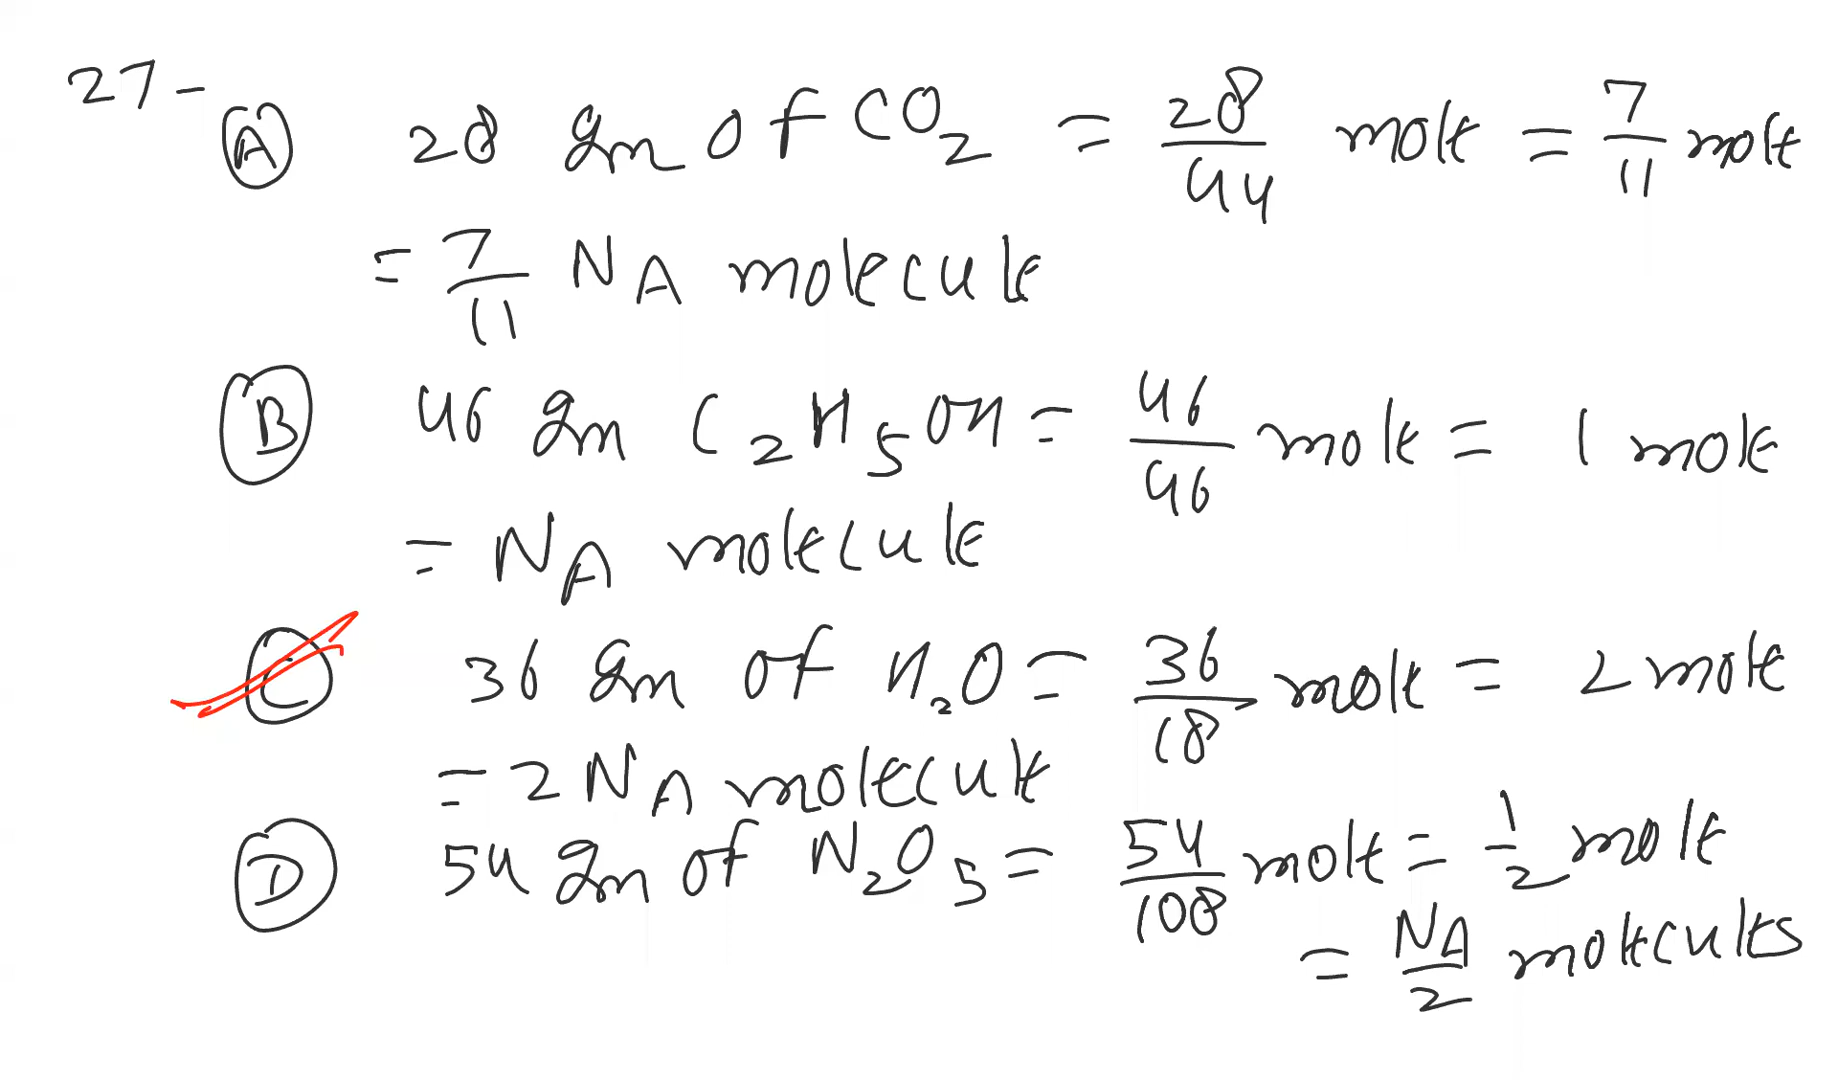 27- (A) 28 gm of CO₂ = 28/44 mole = 7/11 mole
= 7/11 NA molecule
(B) 46 gm C₂H₅OH = 46/46 mole = 1 mole
= NA molecule
(C) 36 gm of H₂O = 36/18 mole = 2 mole
= 2 NA molecule
(D) 54 gm of N₂O₅ = 54/108 mole = 1/2 mole
= NA/2 molecules